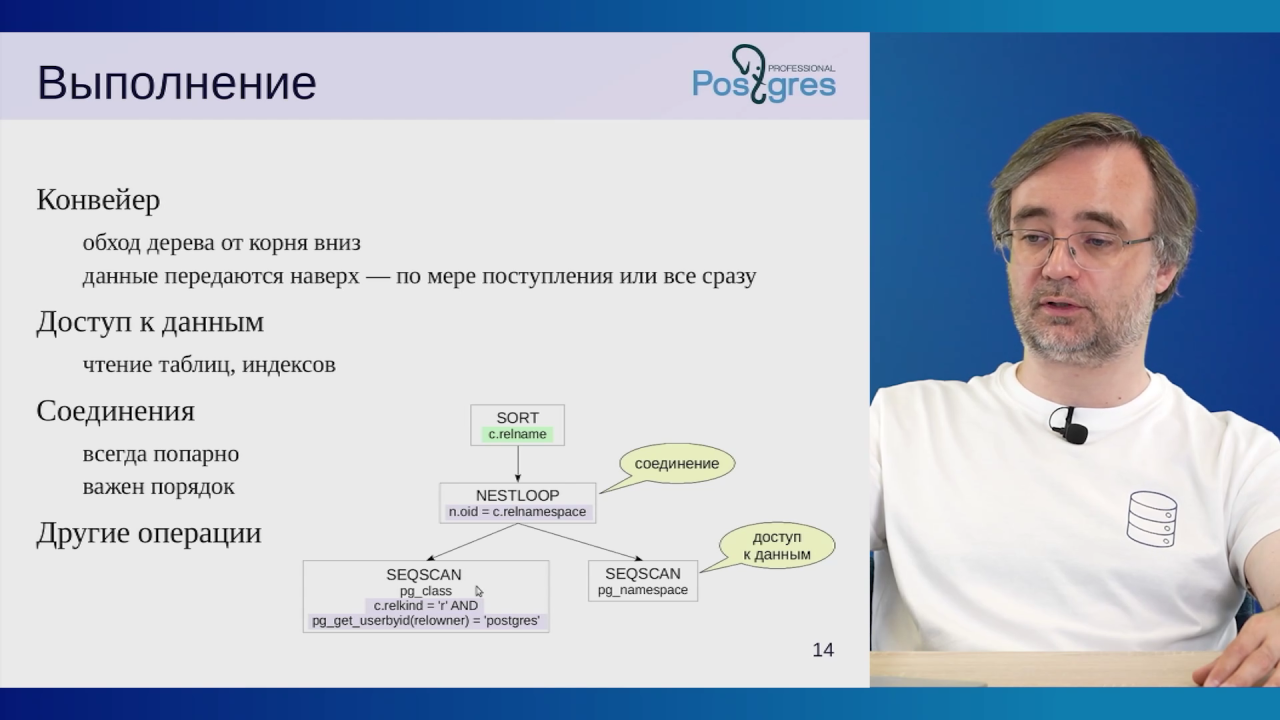 Выполнение
PROFESSIONAL
Postgres
Конвейер
обход дерева от корня вниз
данные передаются наверх — по мере поступления или все сразу
Доступ к данным
чтение таблиц, индексов
Соединения
всегда попарно
важен порядок
Другие операции
SORT
c.relname
соединение
NESTLOOP
n.oid = c.relnamespace
доступ
к данным
SEQSCAN
pg_class
c.relkind = 'r' AND
pg_get_userbyid(relowner) = 'postgres'
SEQSCAN
pg_namespace
14